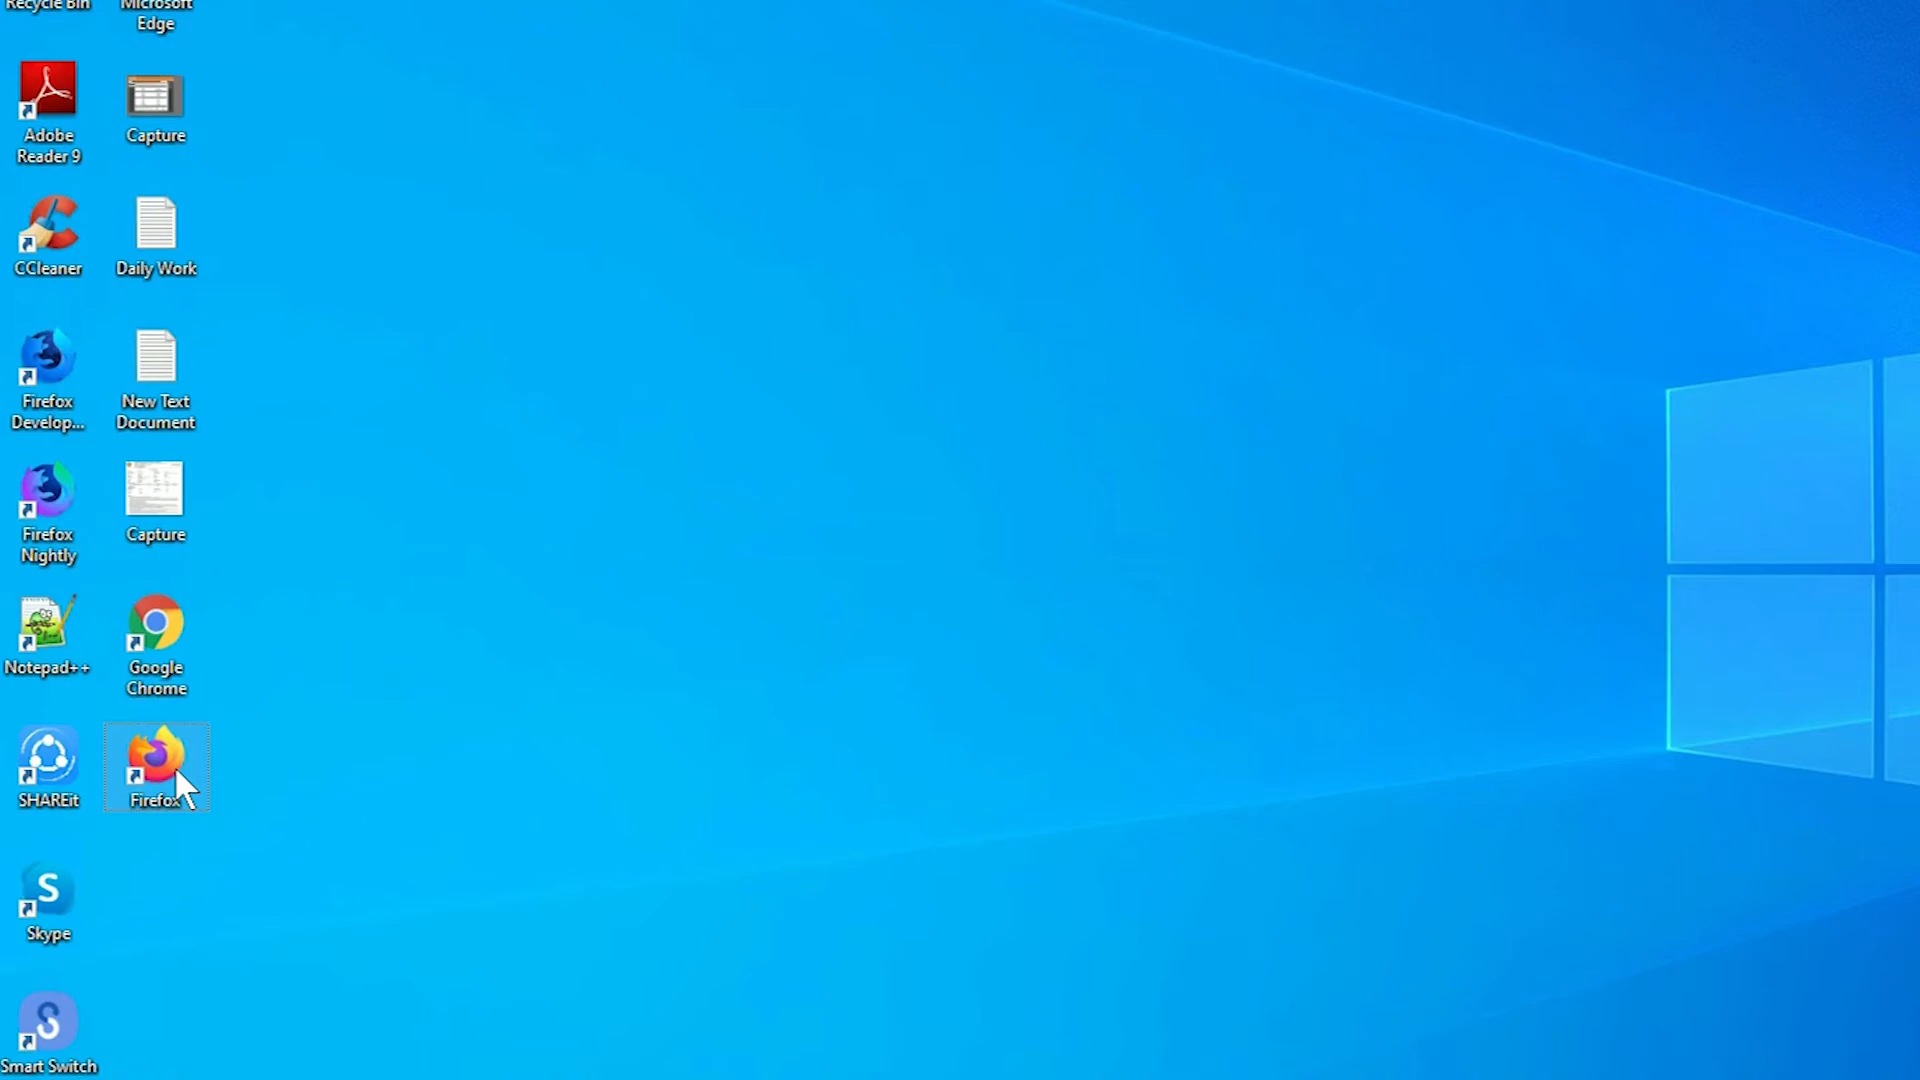 Recycle Bin
Microsoft
Edge
Adobe
Reader 9
Capture
CCleaner
Daily Work
Firefox
Develop...
New Text
Document
Firefox
Nightly
Capture
Notepad++
Google
Chrome
SHAREit
Firefox
Skype
Smart Switch